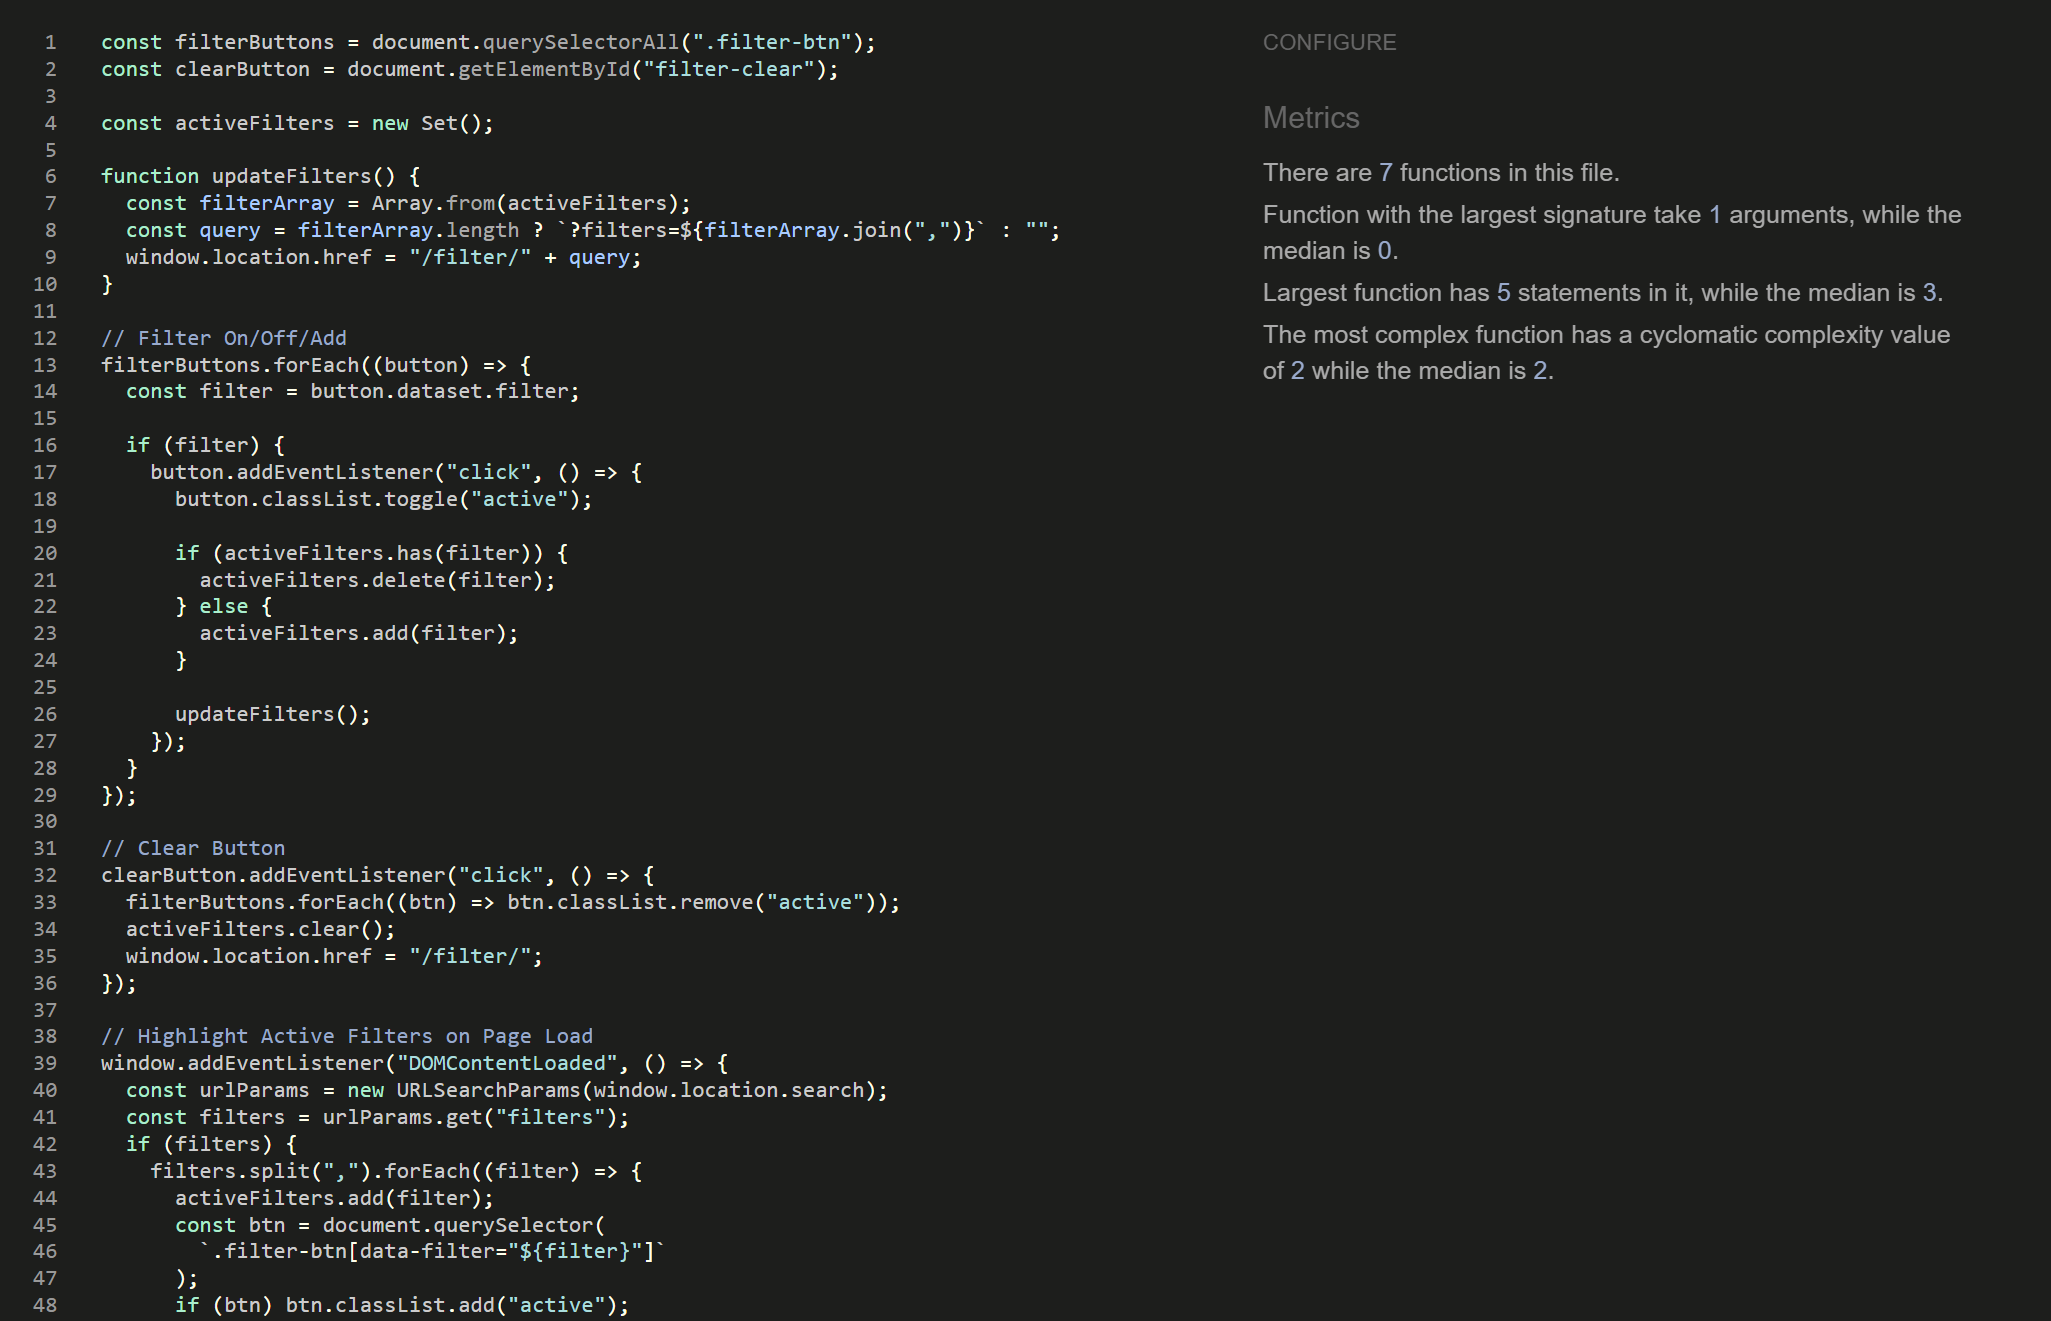 1 const filterButtons = document.querySelectorAll(".filter-btn");
2 const clearButton = document.getElementById("filter-clear");
3
4 const activeFilters = new Set();
5
6 function updateFilters() {
7   const filterArray = Array.from(activeFilters);
8   const query = filterArray.length ? `?filters=${filterArray.join(",")}` : "";
9   window.location.href = "/filter/" + query;
10 }
11
12 // Filter On/Off/Add
13 filterButtons.forEach((button) => {
14   const filter = button.dataset.filter;
15
16   if (filter) {
17     button.addEventListener("click", () => {
18       button.classList.toggle("active");
19
20       if (activeFilters.has(filter)) {
21         activeFilters.delete(filter);
22       } else {
23         activeFilters.add(filter);
24       }
25
26       updateFilters();
27     });
28   }
29 });
30
31 // Clear Button
32 clearButton.addEventListener("click", () => {
33   filterButtons.forEach((btn) => btn.classList.remove("active"));
34   activeFilters.clear();
35   window.location.href = "/filter/";
36 });
37
38 // Highlight Active Filters on Page Load
39 window.addEventListener("DOMContentLoaded", () => {
40   const urlParams = new URLSearchParams(window.location.search);
41   const filters = urlParams.get("filters");
42   if (filters) {
43     filters.split(",").forEach((filter) => {
44       activeFilters.add(filter);
45       const btn = document.querySelector(
46         `.filter-btn[data-filter="${filter}"]`
47       );
48       if (btn) btn.classList.add("active");
CONFIGURE
Metrics
There are 7 functions in this file.
Function with the largest signature take 1 arguments, while the
median is 0.
Largest function has 5 statements in it, while the median is 3.
The most complex function has a cyclomatic complexity value
of 2 while the median is 2.